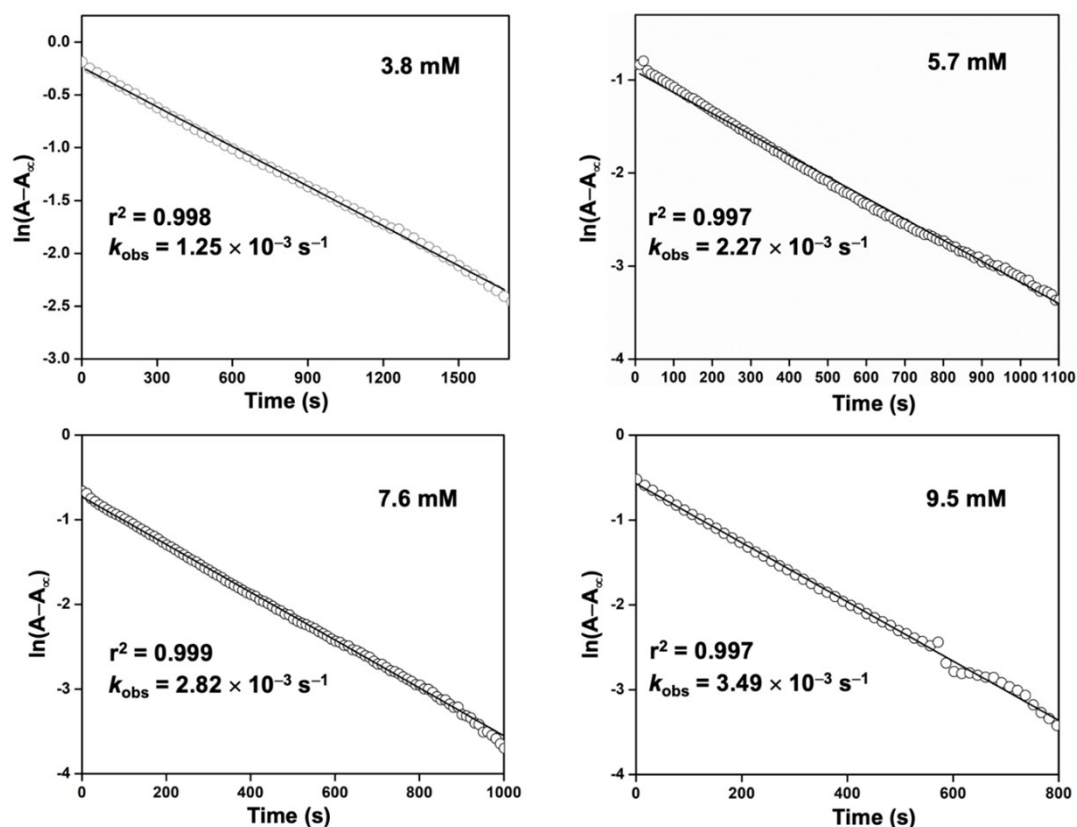 0.0
-0.5
-1.0
-1.5
-2.0
-2.5
-3.0
ln(A−A∝)
3.8 mM
r² = 0.998
kobs = 1.25 × 10⁻³ s⁻¹
0 300 600 900 1200 1500
Time (s)
-1
-2
-3
-4
ln(A−A∝)
5.7 mM
r² = 0.997
kobs = 2.27 × 10⁻³ s⁻¹
0 100 200 300 400 500 600 700 800 900 1000 1100
Time (s)
0
-1
-2
-3
-4
ln(A−A∝)
7.6 mM
r² = 0.999
kobs = 2.82 × 10⁻³ s⁻¹
0 200 400 600 800 1000
Time (s)
0
-1
-2
-3
-4
ln(A−A∝)
9.5 mM
r² = 0.997
kobs = 3.49 × 10⁻³ s⁻¹
0 200 400 600 800
Time (s)